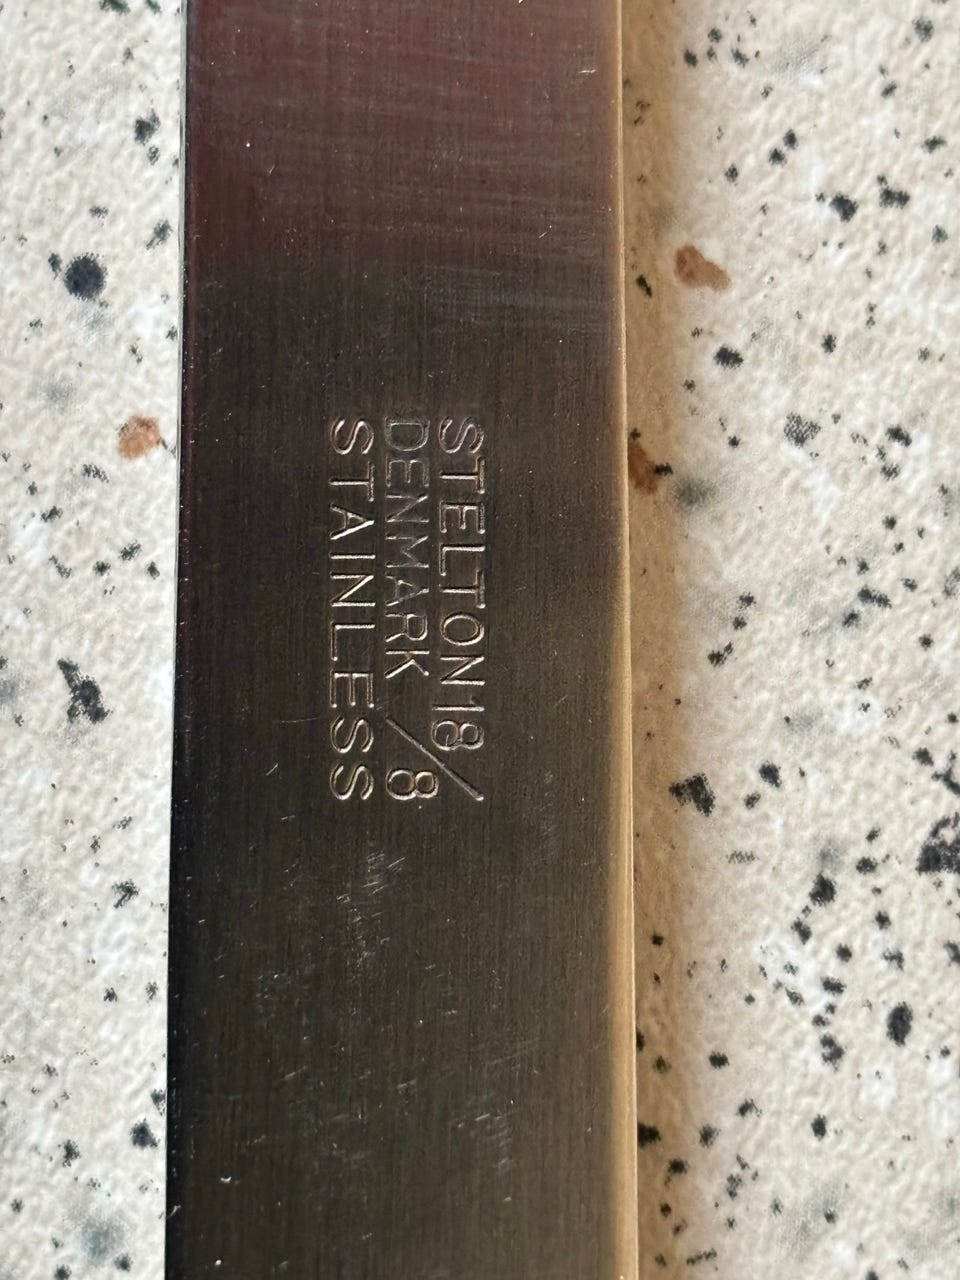 STELTON 18/
DENMARK /8
STAINLESS